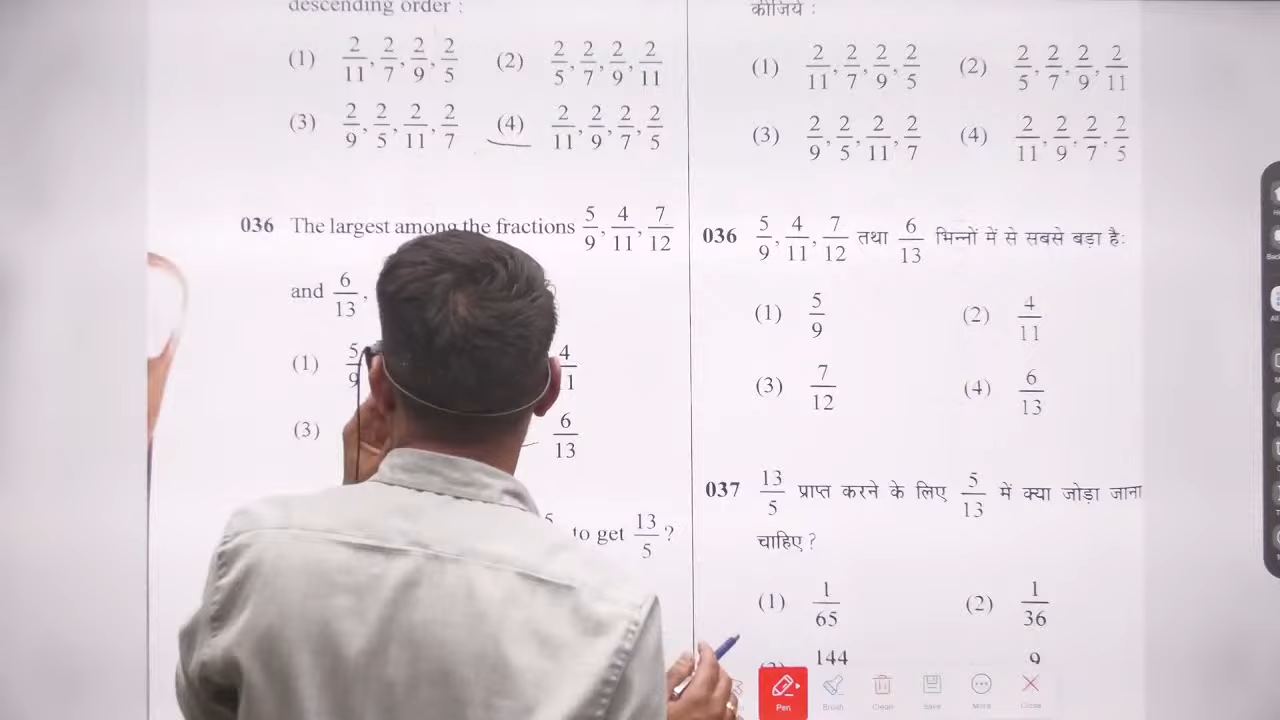 descending order :
(1) 2/11, 2/7, 2/9, 2/5 (2) 2/5, 2/7, 2/9, 2/11
(3) 2/9, 2/5, 2/11, 2/7 (4) 2/11, 2/9, 2/7, 2/5
036 The largest among the fractions 5/9, 4/11, 7/12
and 6/13,
(1) 5/9
(3) 6/13
to get 13/5 ?
कीजिये :
(1) 2/11, 2/7, 2/9, 2/5 (2) 2/5, 2/7, 2/9, 2/11
(3) 2/9, 2/5, 2/11, 2/7 (4) 2/11, 2/9, 2/7, 2/5
036 5/9, 4/11, 7/12 तथा 6/13 भिन्नों में से सबसे बड़ा है:
(1) 5/9 (2) 4/11
(3) 7/12 (4) 6/13
037 13/5 प्राप्त करने के लिए 5/13 में क्या जोड़ा जाना
चाहिए ?
(1) 1/65 (2) 1/36
144 9
Pen Brush Clean Save More Close